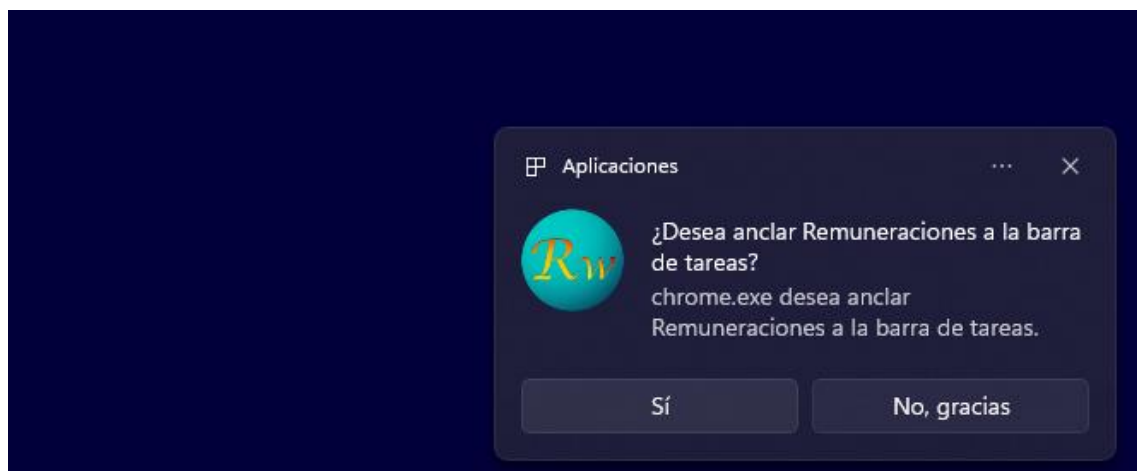 Aplicaciones
¿Desea anclar Remuneraciones a la barra
de tareas?
Rw
chrome.exe desea anclar
Remuneraciones a la barra de tareas.
Sí
No, gracias